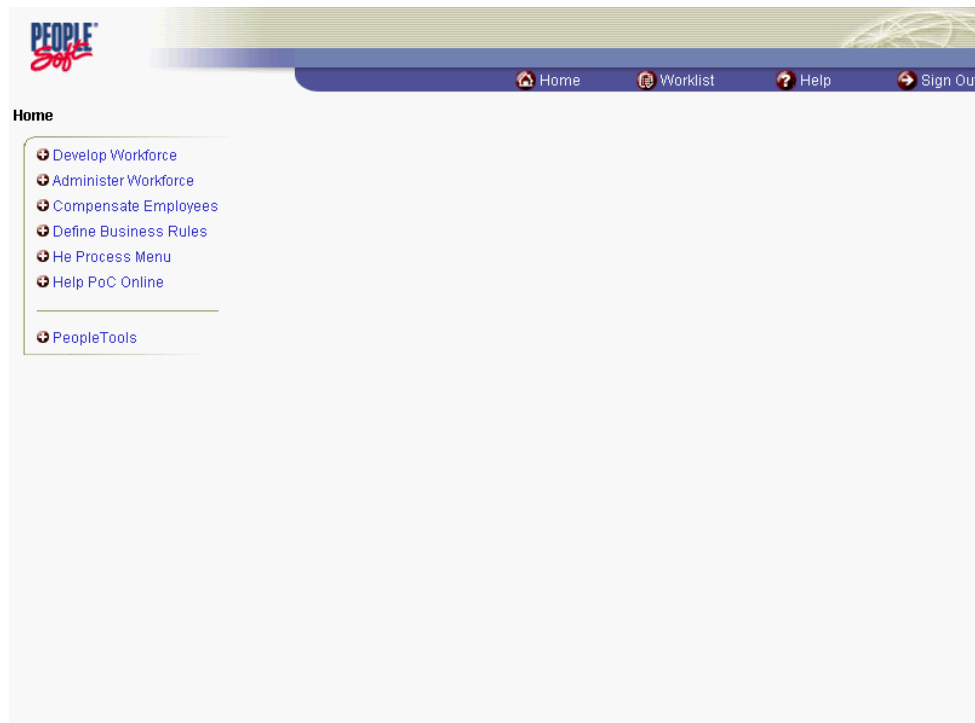 PEOPLE
Soft
Home Worklist Help Sign Ou
Home
Develop Workforce
Administer Workforce
Compensate Employees
Define Business Rules
He Process Menu
Help PoC Online
PeopleTools